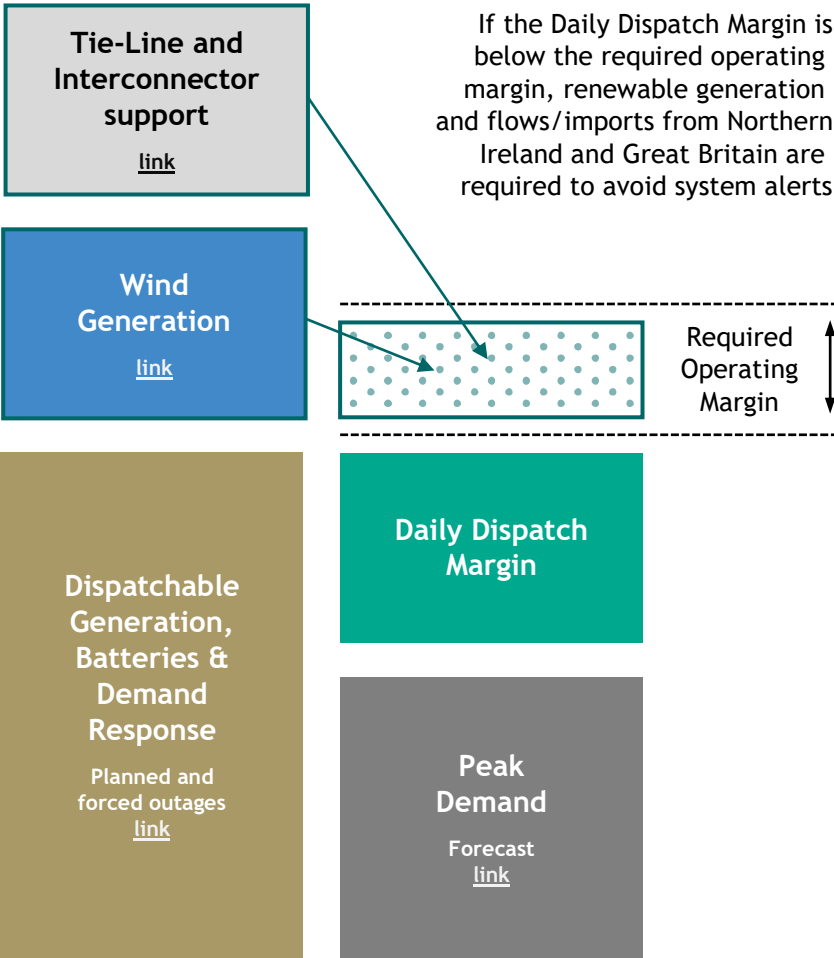 Tie-Line and
Interconnector
support
link
If the Daily Dispatch Margin is
below the required operating
margin, renewable generation
and flows/imports from Northern
Ireland and Great Britain are
required to avoid system alerts
Wind
Generation
link
Required
Operating
Margin
Daily Dispatch
Margin
Dispatchable
Generation,
Batteries &
Demand
Response
Planned and
forced outages
link
Peak
Demand
Forecast
link